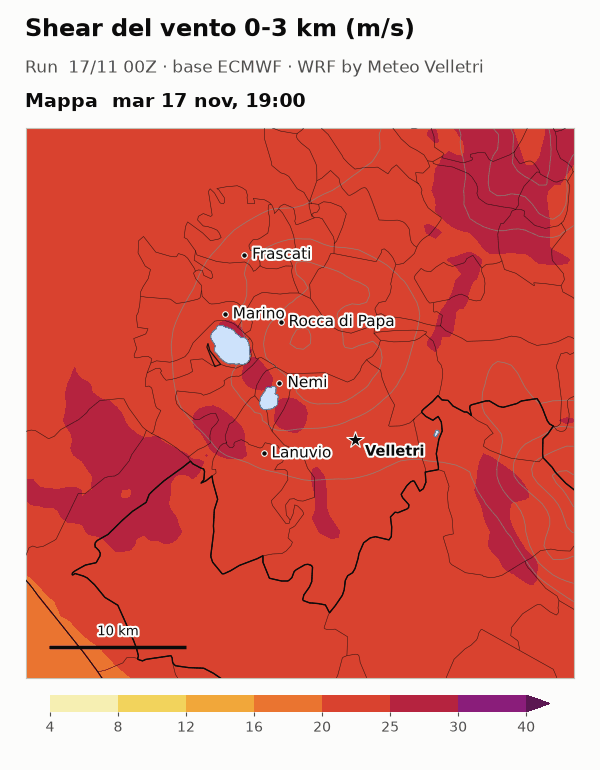 Shear del vento 0-3 km (m/s)
Run 17/11 00Z · base ECMWF · WRF by Meteo Velletri
Mappa mar 17 nov, 19:00
Frascati
Marino
Rocca di Papa
Nemi
Velletri
Lanuvio
10 km
4 8 12 16 20 25 30 40